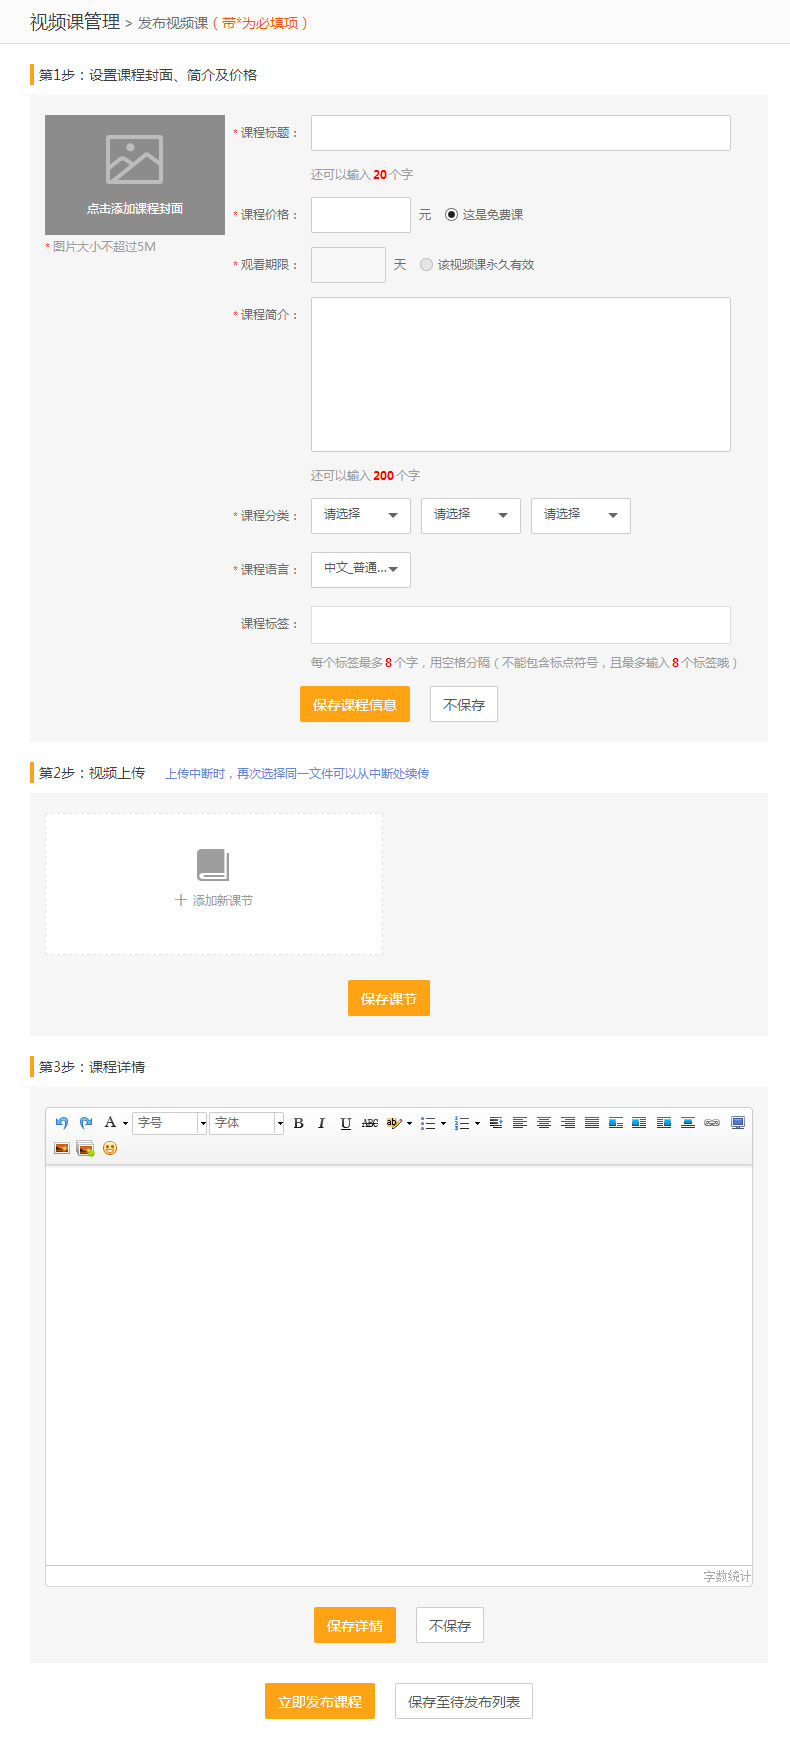 视频课管理 > 发布视频课（带*为必填项）
第1步：设置课程封面、简介及价格
点击添加课程封面
* 图片大小不超过5M
* 课程标题：
还可以输入 20 个字
* 课程价格： 元 这是免费课
* 观看期限： 天 该视频课永久有效
* 课程简介：
还可以输入 200 个字
* 课程分类： 请选择 请选择 请选择
* 课程语言： 中文_普通...
课程标签：
每个标签最多 8 个字，用空格分隔（不能包含标点符号，且最多输入 8 个标签哦）
保存课程信息 不保存
第2步：视频上传 上传中断时，再次选择同一文件可以从中断处续传
+ 添加新课节
保存课节
第3步：课程详情
A 字号 字体 B I U ABC ab
字数统计
保存详情 不保存
立即发布课程 保存至待发布列表